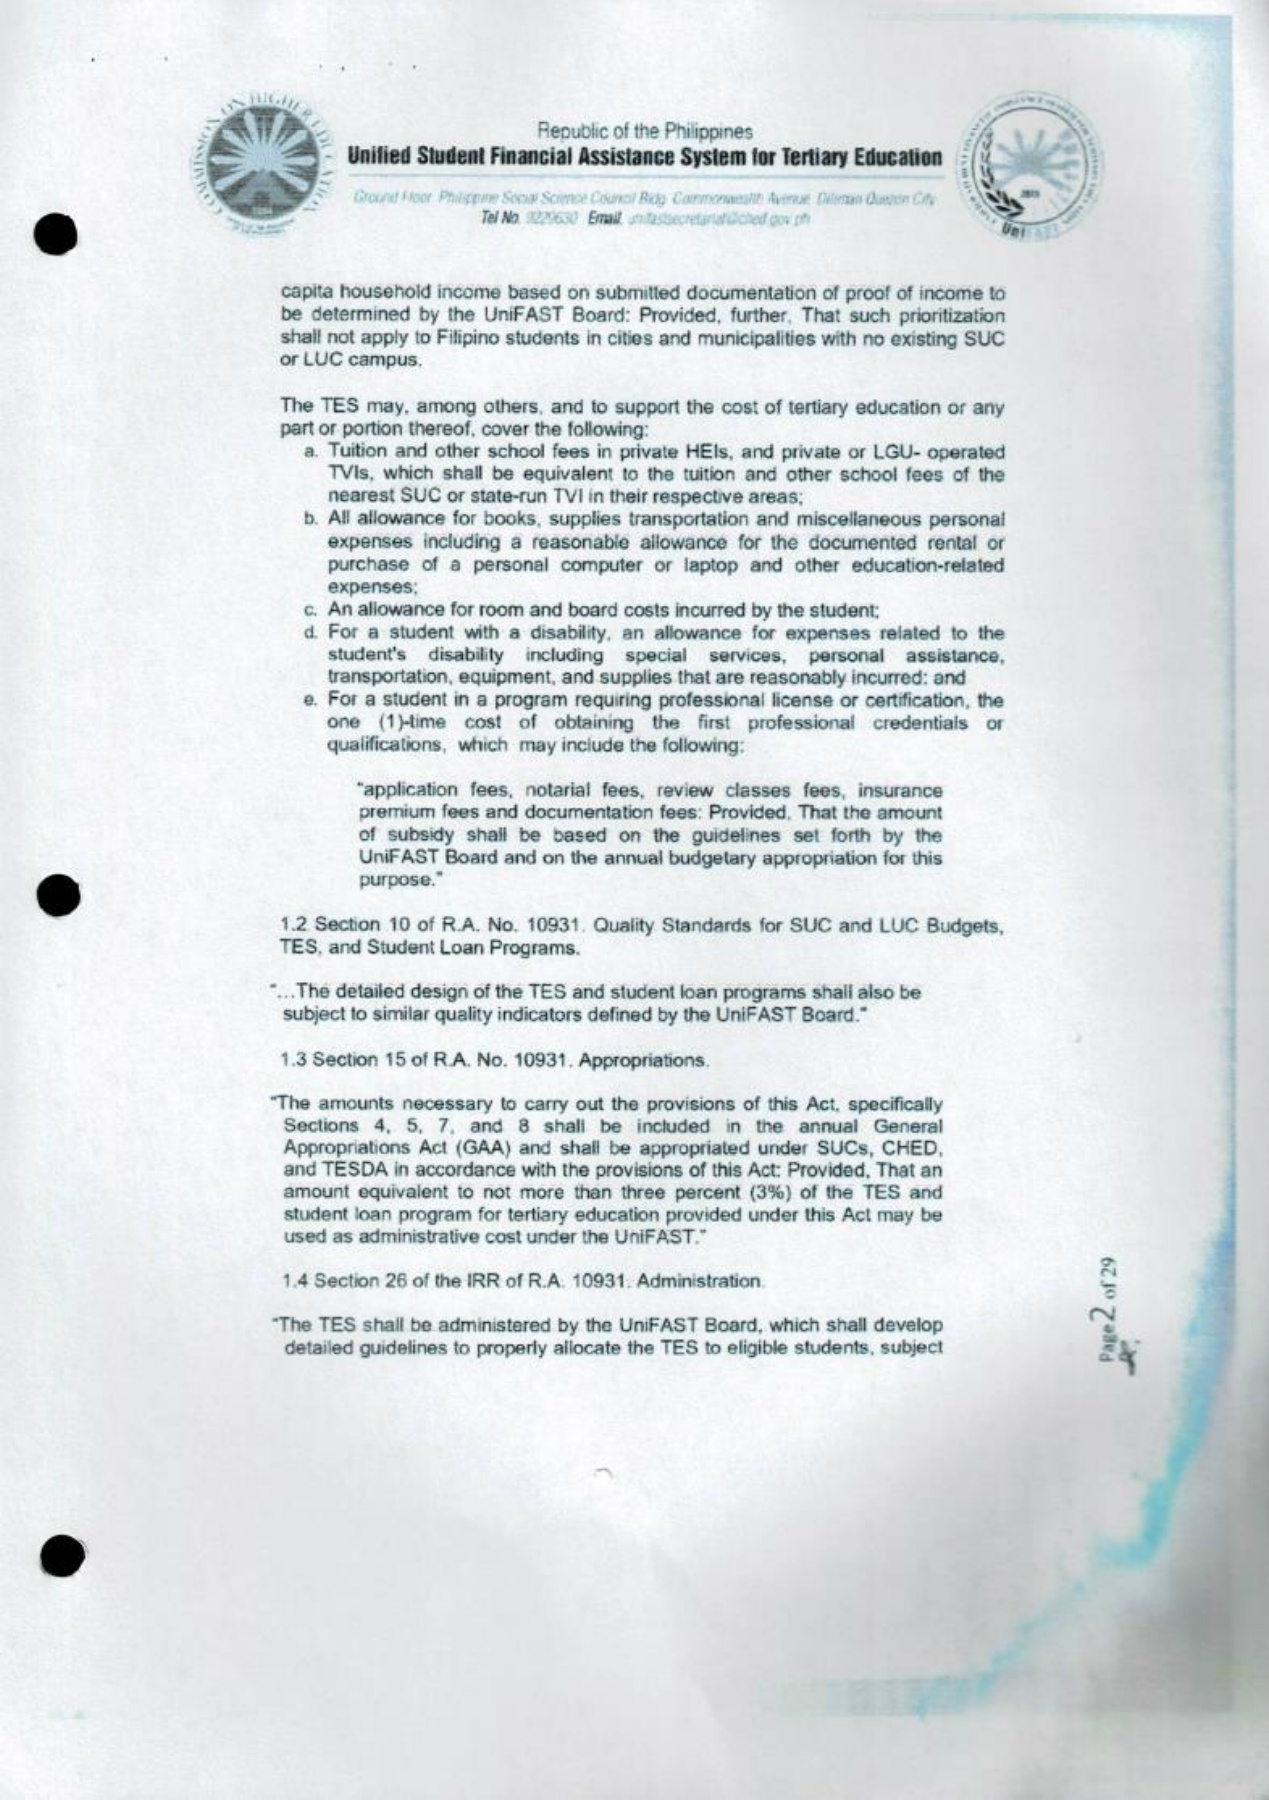 COMMISSION ON HIGHER EDUCATION
1994
Republic of the Philippines
Unified Student Financial Assistance System for Tertiary Education
Ground Floor Philippine Social Science Council Bldg. Commonwealth Avenue, Diliman Quezon City
Tel No. 9229630 Email. unifastsecretariat@ched.gov.ph
2015
UniFAST
capita household income based on submitted documentation of proof of income to
be determined by the UniFAST Board: Provided, further, That such prioritization
shall not apply to Filipino students in cities and municipalities with no existing SUC
or LUC campus.
The TES may, among others, and to support the cost of tertiary education or any
part or portion thereof, cover the following:
a. Tuition and other school fees in private HEIs, and private or LGU- operated
TVIs, which shall be equivalent to the tuition and other school fees of the
nearest SUC or state-run TVI in their respective areas;
b. All allowance for books, supplies transportation and miscellaneous personal
expenses including a reasonable allowance for the documented rental or
purchase of a personal computer or laptop and other education-related
expenses;
c. An allowance for room and board costs incurred by the student;
d. For a student with a disability, an allowance for expenses related to the
student's disability including special services, personal assistance,
transportation, equipment, and supplies that are reasonably incurred: and
e. For a student in a program requiring professional license or certification, the
one (1)-time cost of obtaining the first professional credentials or
qualifications, which may include the following:
"application fees, notarial fees, review classes fees, insurance
premium fees and documentation fees: Provided, That the amount
of subsidy shall be based on the guidelines set forth by the
UniFAST Board and on the annual budgetary appropriation for this
purpose."
1.2 Section 10 of R.A. No. 10931. Quality Standards for SUC and LUC Budgets,
TES, and Student Loan Programs.
"...The detailed design of the TES and student loan programs shall also be
subject to similar quality indicators defined by the UniFAST Board."
1.3 Section 15 of R.A. No. 10931. Appropriations.
"The amounts necessary to carry out the provisions of this Act, specifically
Sections 4, 5, 7, and 8 shall be included in the annual General
Appropriations Act (GAA) and shall be appropriated under SUCs, CHED,
and TESDA in accordance with the provisions of this Act: Provided, That an
amount equivalent to not more than three percent (3%) of the TES and
student loan program for tertiary education provided under this Act may be
used as administrative cost under the UniFAST."
1.4 Section 26 of the IRR of R.A. 10931. Administration.
"The TES shall be administered by the UniFAST Board, which shall develop
detailed guidelines to properly allocate the TES to eligible students, subject
Page 2 of 29